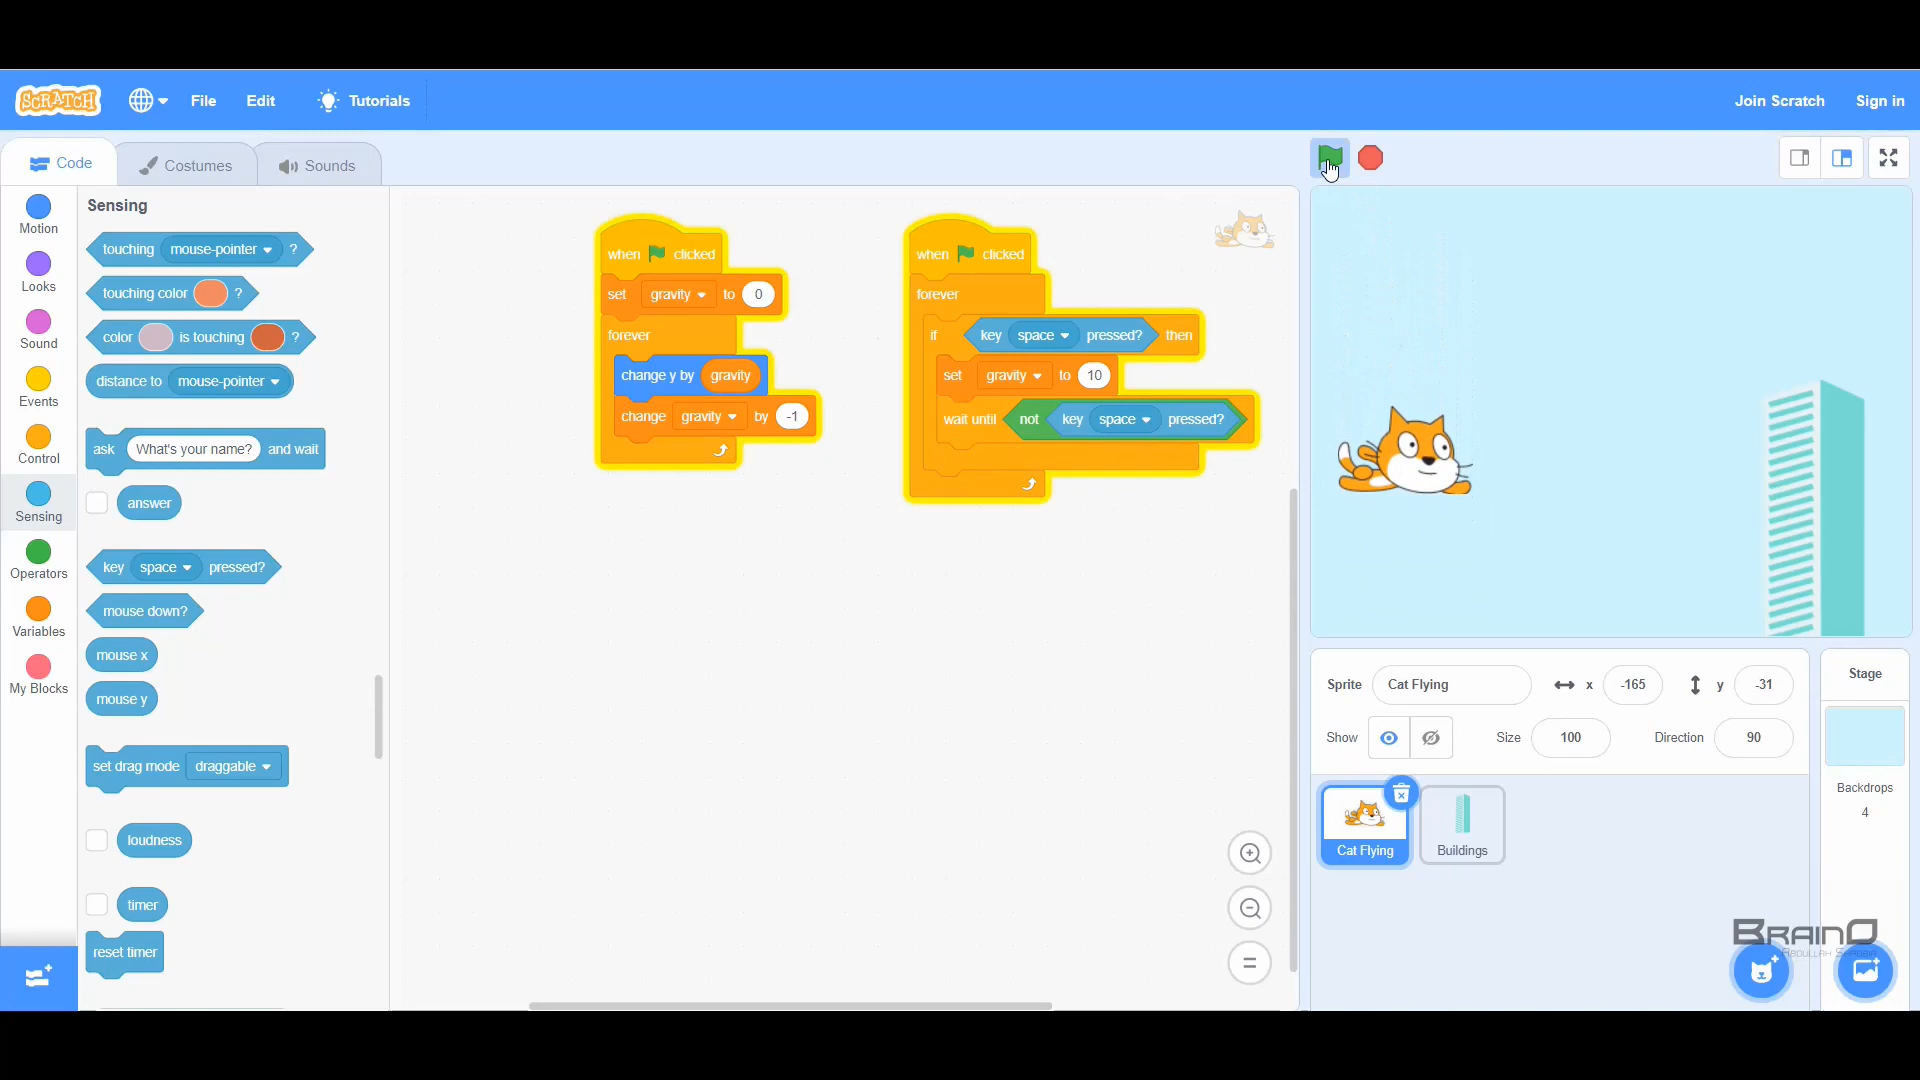 SCRATCH File Edit Tutorials Join Scratch Sign in
Code Costumes Sounds
Motion
Looks
Sound
Events
Control
Sensing
Operators
Variables
My Blocks
Sensing
touching mouse-pointer ?
touching color ?
color is touching ?
distance to mouse-pointer
ask What's your name? and wait
answer
key space pressed?
mouse down?
mouse x
mouse y
set drag mode draggable
loudness
timer
reset timer
when clicked
set gravity to 0
forever
change y by gravity
change gravity by -1
when clicked
forever
if key space pressed? then
set gravity to 10
wait until not key space pressed?
Sprite Cat Flying x -165 y -31
Show Size 100 Direction 90
Cat Flying
Buildings
Stage
Backdrops
4
BrainO
Abdullah